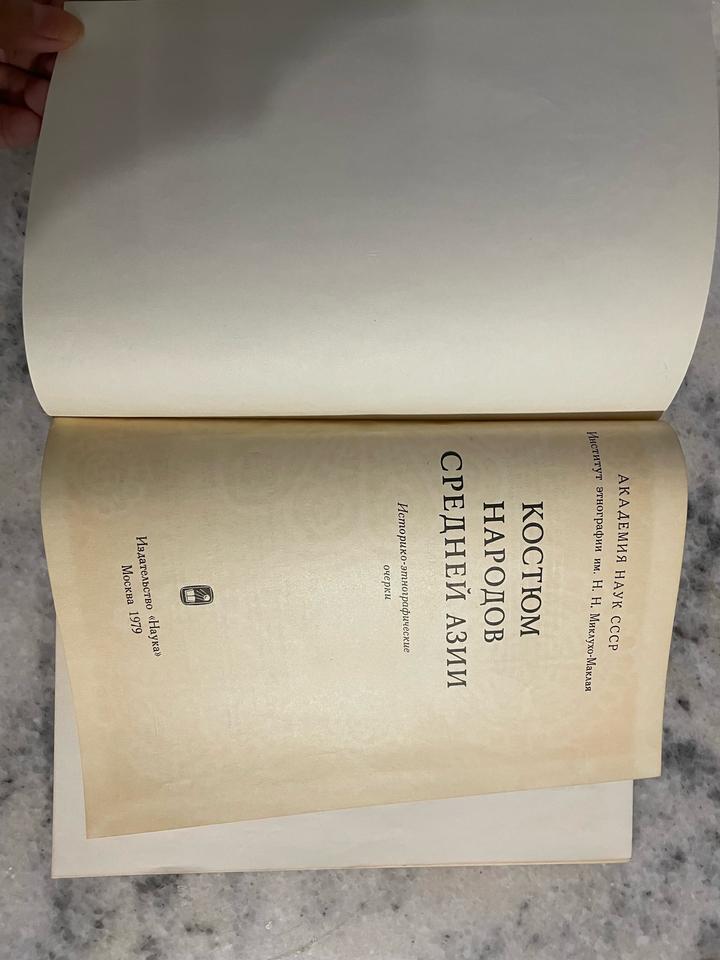 АКАДЕМИЯ НАУК СССР
Институт этнографии им. Н. Н. Миклухо-Маклая
КОСТЮМ
НАРОДОВ
СРЕДНЕЙ АЗИИ
Историко-этнографические
очерки
Издательство «Наука»
Москва 1979